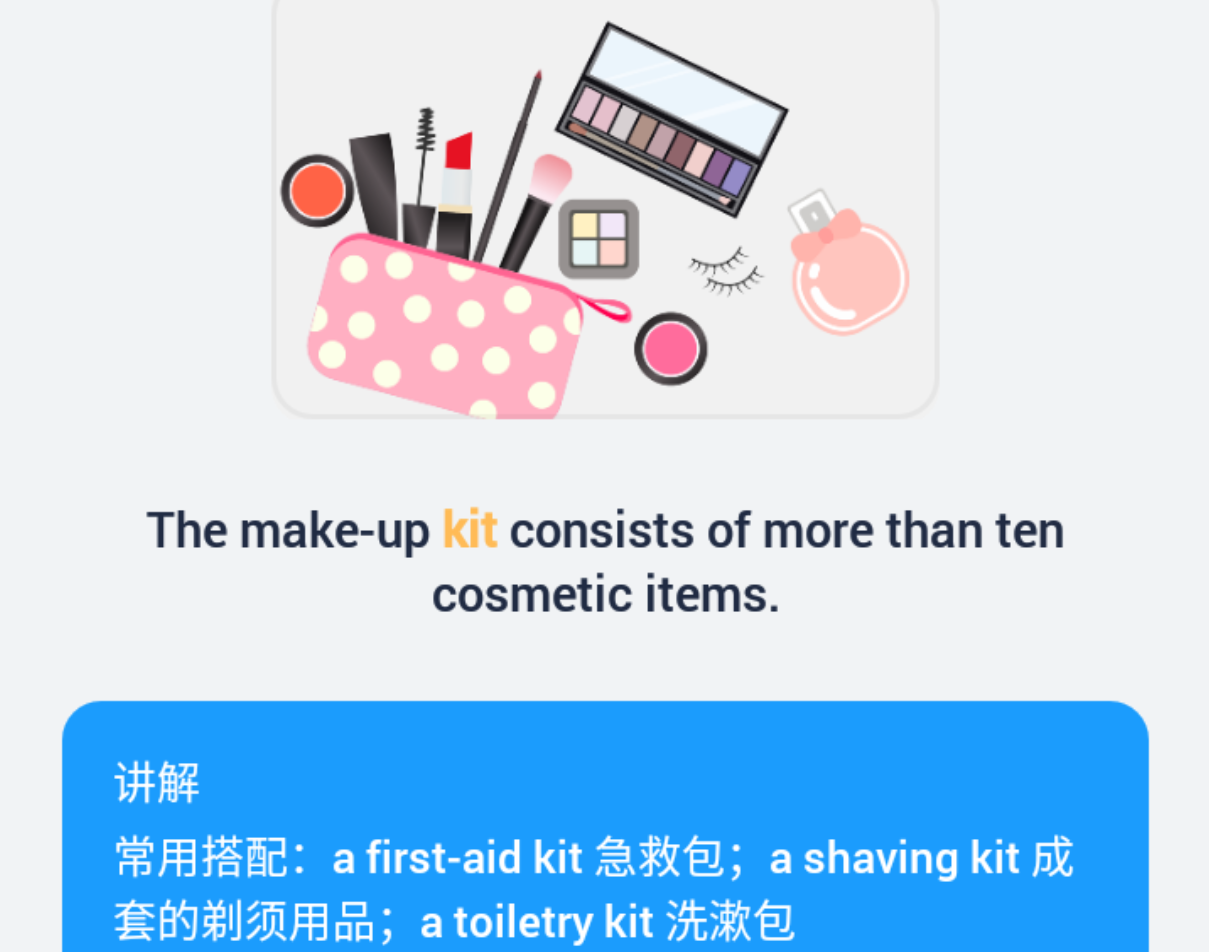 The make-up kit consists of more than ten
cosmetic items.
讲解
常用搭配：a first-aid kit 急救包；a shaving kit 成
套的剃须用品；a toiletry kit 洗漱包